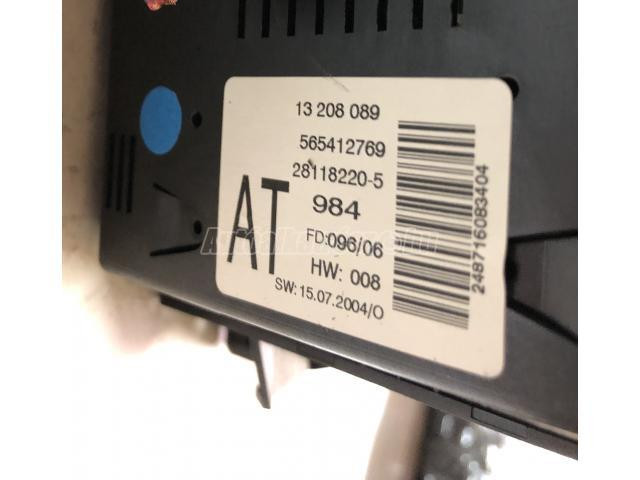 13 208 089
565412769
28118220-5
AT
984
FD:096/06
HW: 008
SW:15.07.2004/O
248716083404